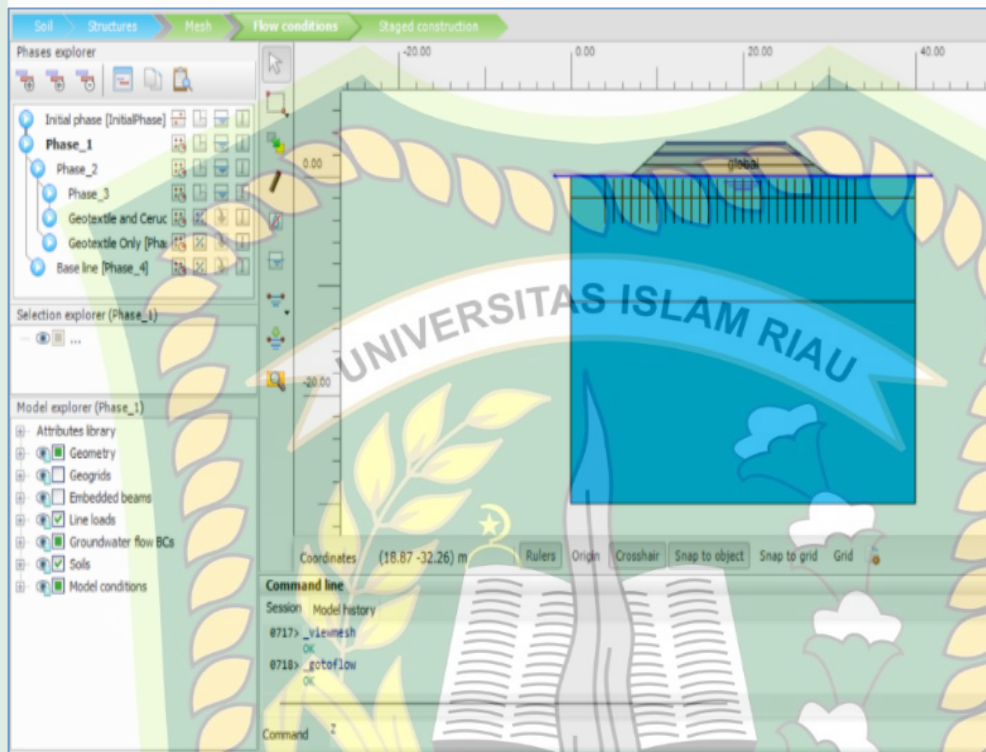 Soil Structures Mesh Flow conditions Staged construction
Phases explorer
Initial phase [InitialPhase]
Phase_1
Phase_2
Phase_3
Geotextile and Ceruc
Geotextile Only [Pha
Base line [Phase_4]
Selection explorer (Phase_1)
...
Model explorer (Phase_1)
Attributes library
Geometry
Geogrids
Embedded beams
Line loads
Groundwater flow BCs
Soils
Model conditions
-20.00 0.00 20.00 40.00
0.00
global
-20.00
UNIVERSITAS ISLAM RIAU
Coordinates (18.87 -32.26) m Rulers Origin Crosshair Snap to object Snap to grid Grid
Command line
Session Model history
0717> _viewmesh
OK
0718> _gotoflow
OK
Command